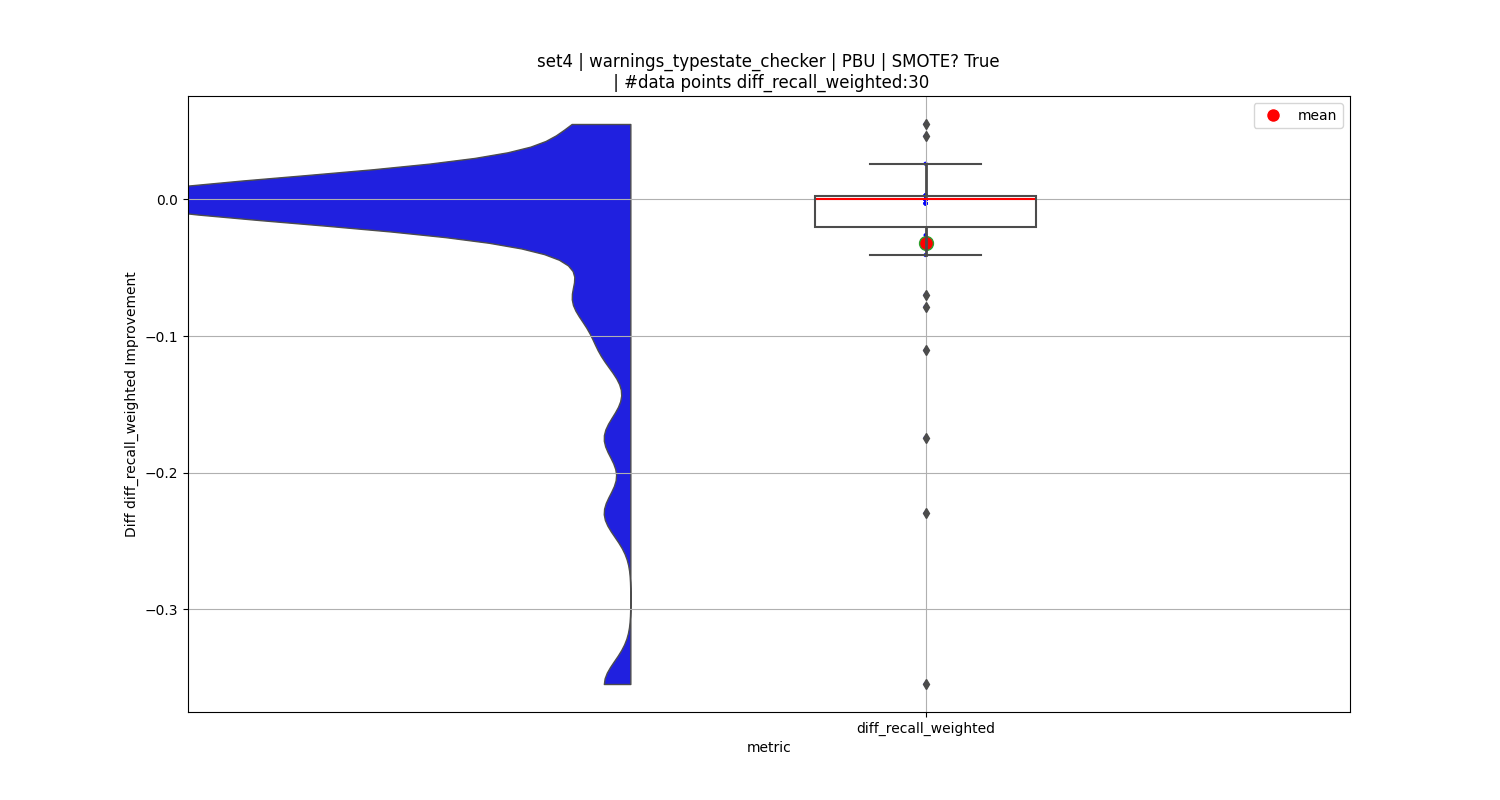 set4 | warnings_typestate_checker | PBU | SMOTE? True
| #data points diff_recall_weighted:30
mean
0.0
−0.1
−0.2
−0.3
Diff diff_recall_weighted Improvement
diff_recall_weighted
metric